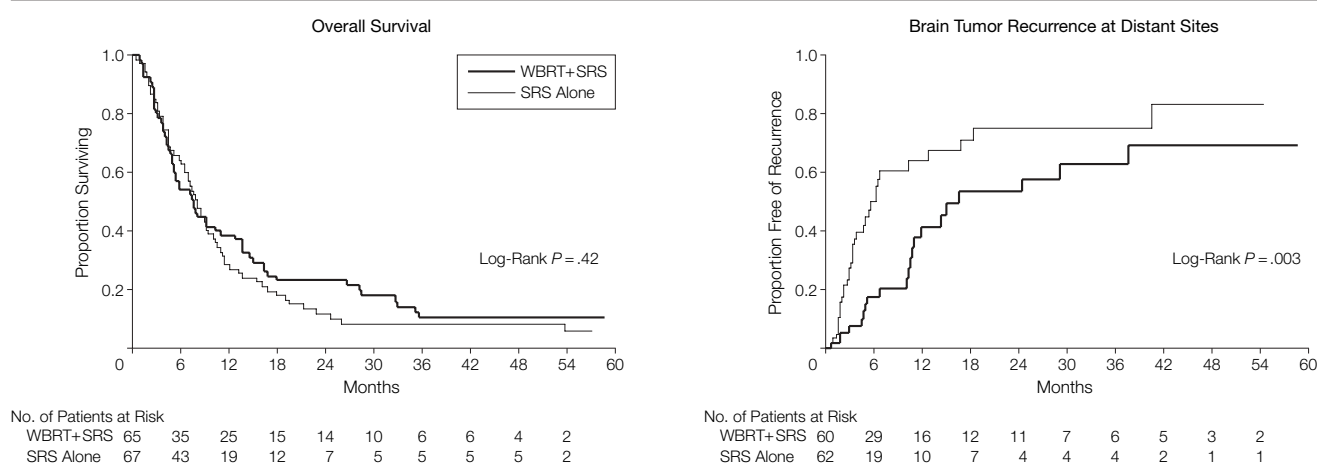 Overall Survival
1.0
0.8
0.6
0.4
0.2
Proportion Surviving
WBRT+SRS
SRS Alone
Log-Rank P = .42
0 6 12 18 24 30 36 42 48 54 60
Months
No. of Patients at Risk
WBRT+SRS 65 35 25 15 14 10 6 6 4 2
SRS Alone 67 43 19 12 7 5 5 5 5 2
Brain Tumor Recurrence at Distant Sites
1.0
0.8
0.6
0.4
0.2
Proportion Free of Recurrence
Log-Rank P = .003
0 6 12 18 24 30 36 42 48 54 60
Months
No. of Patients at Risk
WBRT+SRS 60 29 16 12 11 7 6 5 3 2
SRS Alone 62 19 10 7 4 4 4 2 1 1